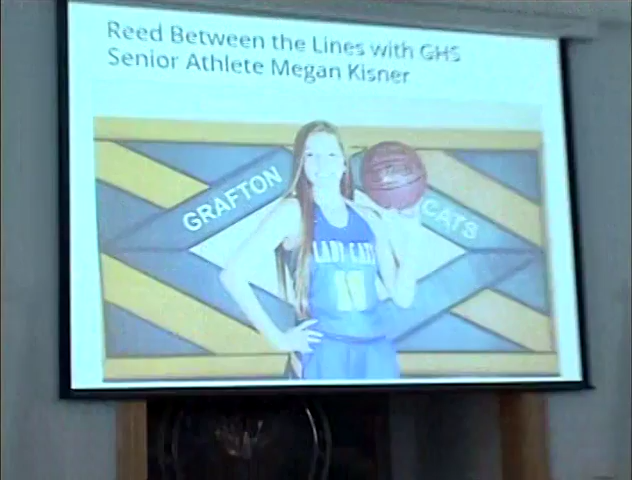 Reed Between the Lines with GHS
Senior Athlete Megan Kisner
GRAFTON
CATS
LADY CATS